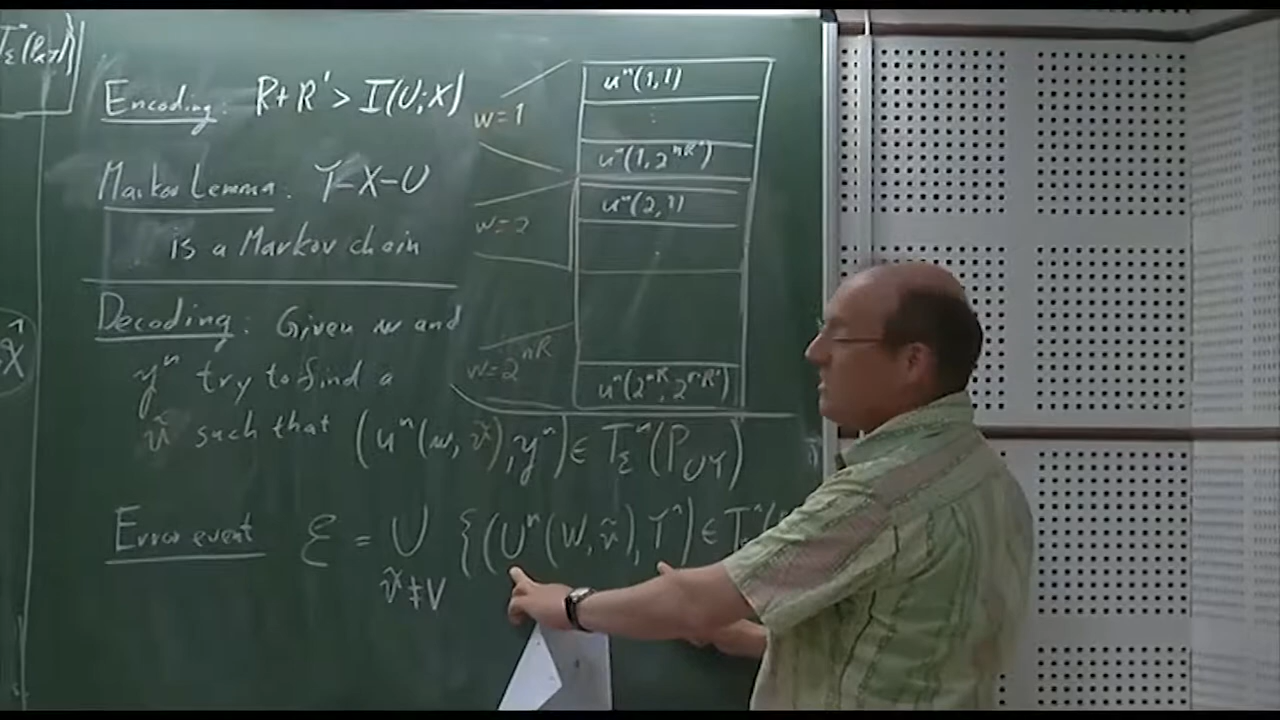 T_ε^n(P_XY)
Encoding: R+R' > I(U;X)
Markov Lemma: Y-X-U
is a Markov chain
Decoding: Given w and
y^n try to find a
ṽ such that (u^n(w,ṽ),y^n) ∈ T_ε^n(P_UY)
Error event ℰ = ∪ {(U^n(W,ṽ),Y^n) ∈ T_ε^n(
ṽ≠V
w=1
w=2
w=2^nR
u^n(1,1)
⋮
u^n(1,2^nR')
u^n(2,1)
u^n(2^nR,2^nR')
x̂